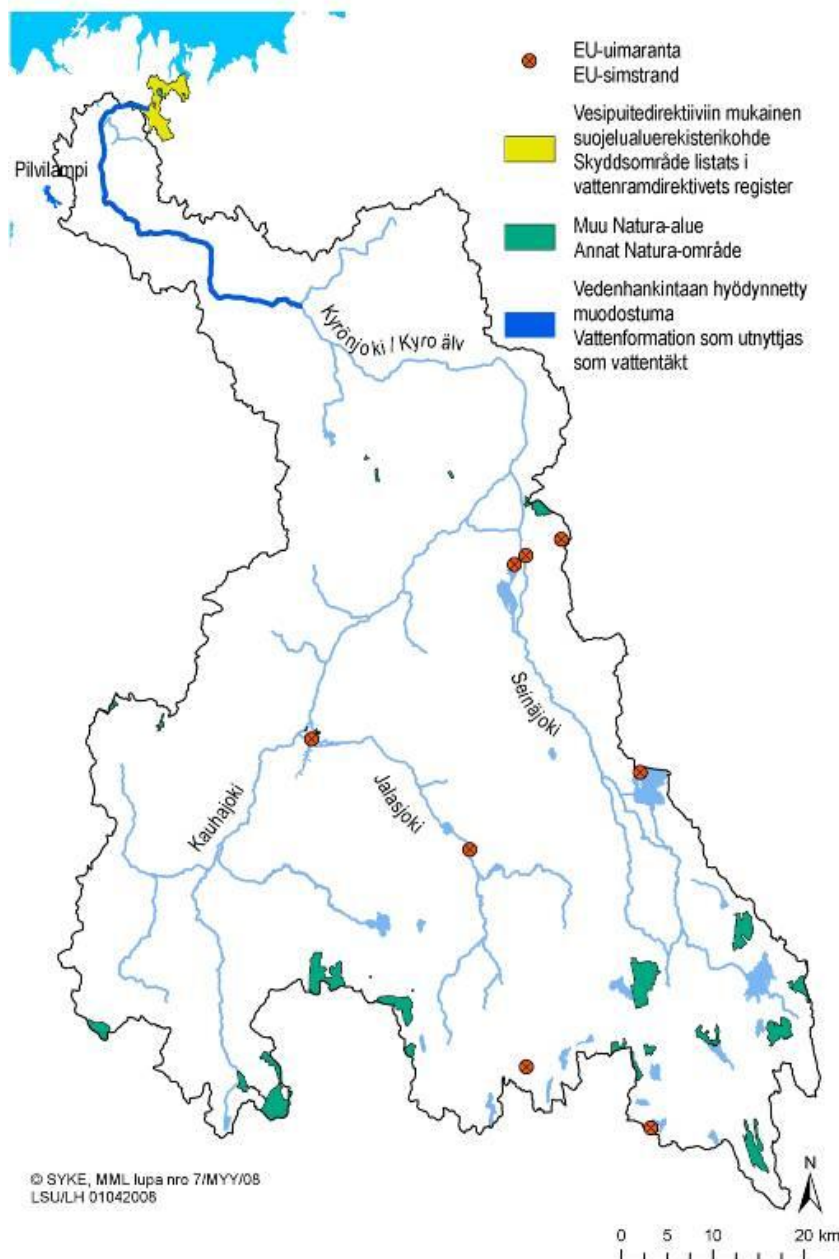 EU-uimaranta
EU-simstrand
Vesipuitedirektiiviin mukainen
suojelualuerekisterikohde
Skyddsområde listats i
vattenramdirektivets register
Pilvilampi
Muu Natura-alue
Annat Natura-område
Vedenhankintaan hyödynnetty
muodostuma
Vattenformation som utnyttjas
som vattentäkt
Kyrönjoki / Kyro älv
Seinäjoki
Kauhajoki
Jalasjoki
© SYKE, MML lupa nro 7/MYY/08
LSU/LH 01042008
N
0 5 10 20 km